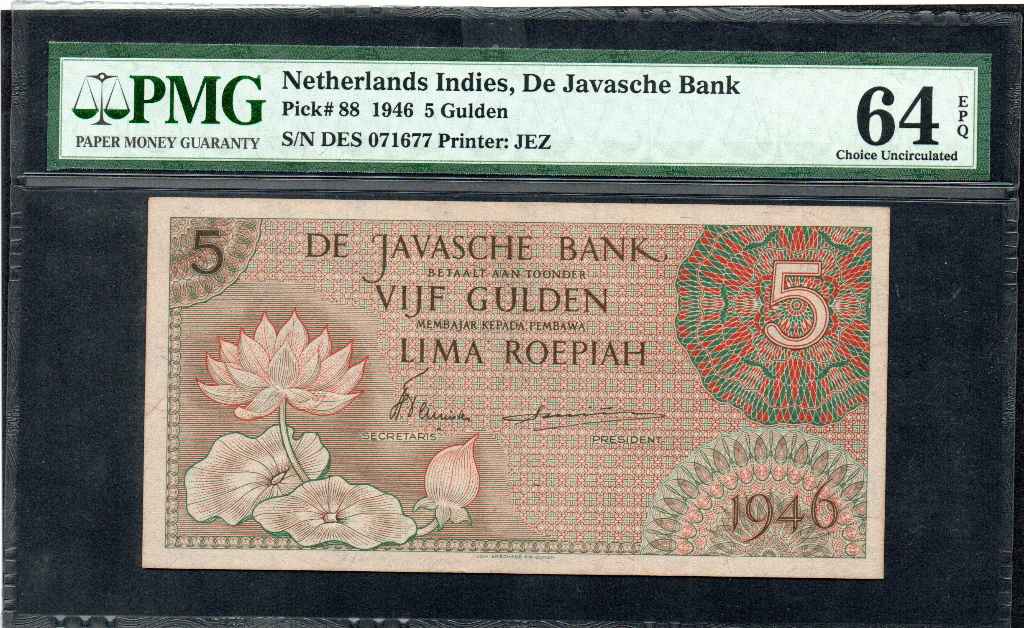 PMG
PAPER MONEY GUARANTY
Netherlands Indies, De Javasche Bank
Pick# 88 1946 5 Gulden
S/N DES 071677 Printer: JEZ
64 EPQ
Choice Uncirculated
5
DE JAVASCHE BANK
BETAALT AAN TOONDER
VIJF GULDEN
MEMBAJAR KEPADA PEMBAWA
LIMA ROEPIAH
5
SECRETARIS
PRESIDENT
1946